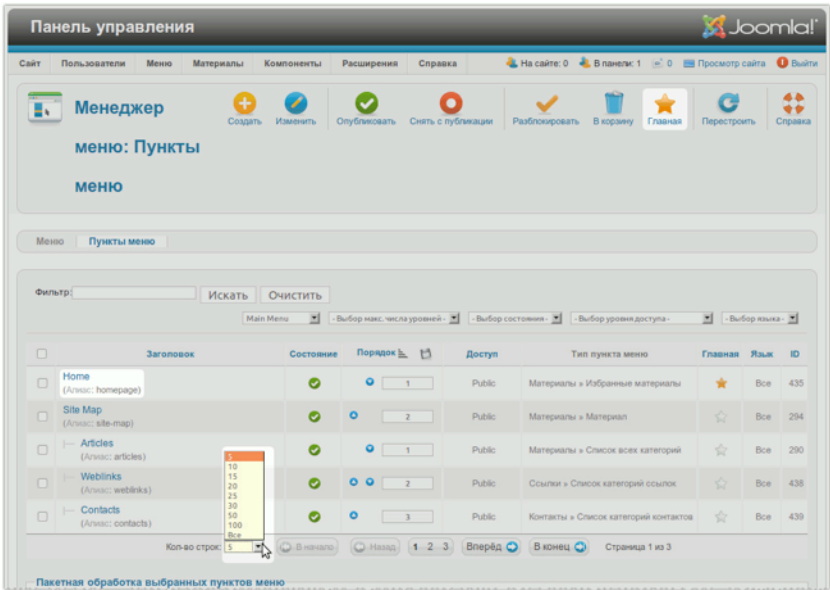 Панель управления
Joomla!
Сайт Пользователи Меню Материалы Компоненты Расширения Справка На сайте: 0 В панели: 1 0 Просмотр сайта Выйти
Менеджер меню: Пункты меню
Создать Изменить Опубликовать Снять с публикации Разблокировать В корзину Главная Перестроить Справка
Меню Пункты меню
Фильтр: Искать Очистить
Main Menu - Выбор макс. числа уровней - - Выбор состояния - - Выбор уровня доступа - - Выбор языка -
Заголовок Состояние Порядок Доступ Тип пункта меню Главная Язык ID
Home
(Алиас: homepage)
1 Public Материалы » Избранные материалы Все 435
Site Map
(Алиас: site-map)
2 Public Материалы » Материал Все 294
Articles
(Алиас: articles)
1 Public Материалы » Список всех категорий Все 290
Weblinks
(Алиас: weblinks)
2 Public Ссылки » Список категорий ссылок Все 438
Contacts
(Алиас: contacts)
3 Public Контакты » Список категорий контактов Все 439
5
10
15
20
25
30
50
100
Все
Кол-во строк: 5 В начало Назад 1 2 3 Вперёд В конец Страница 1 из 3
Пакетная обработка выбранных пунктов меню